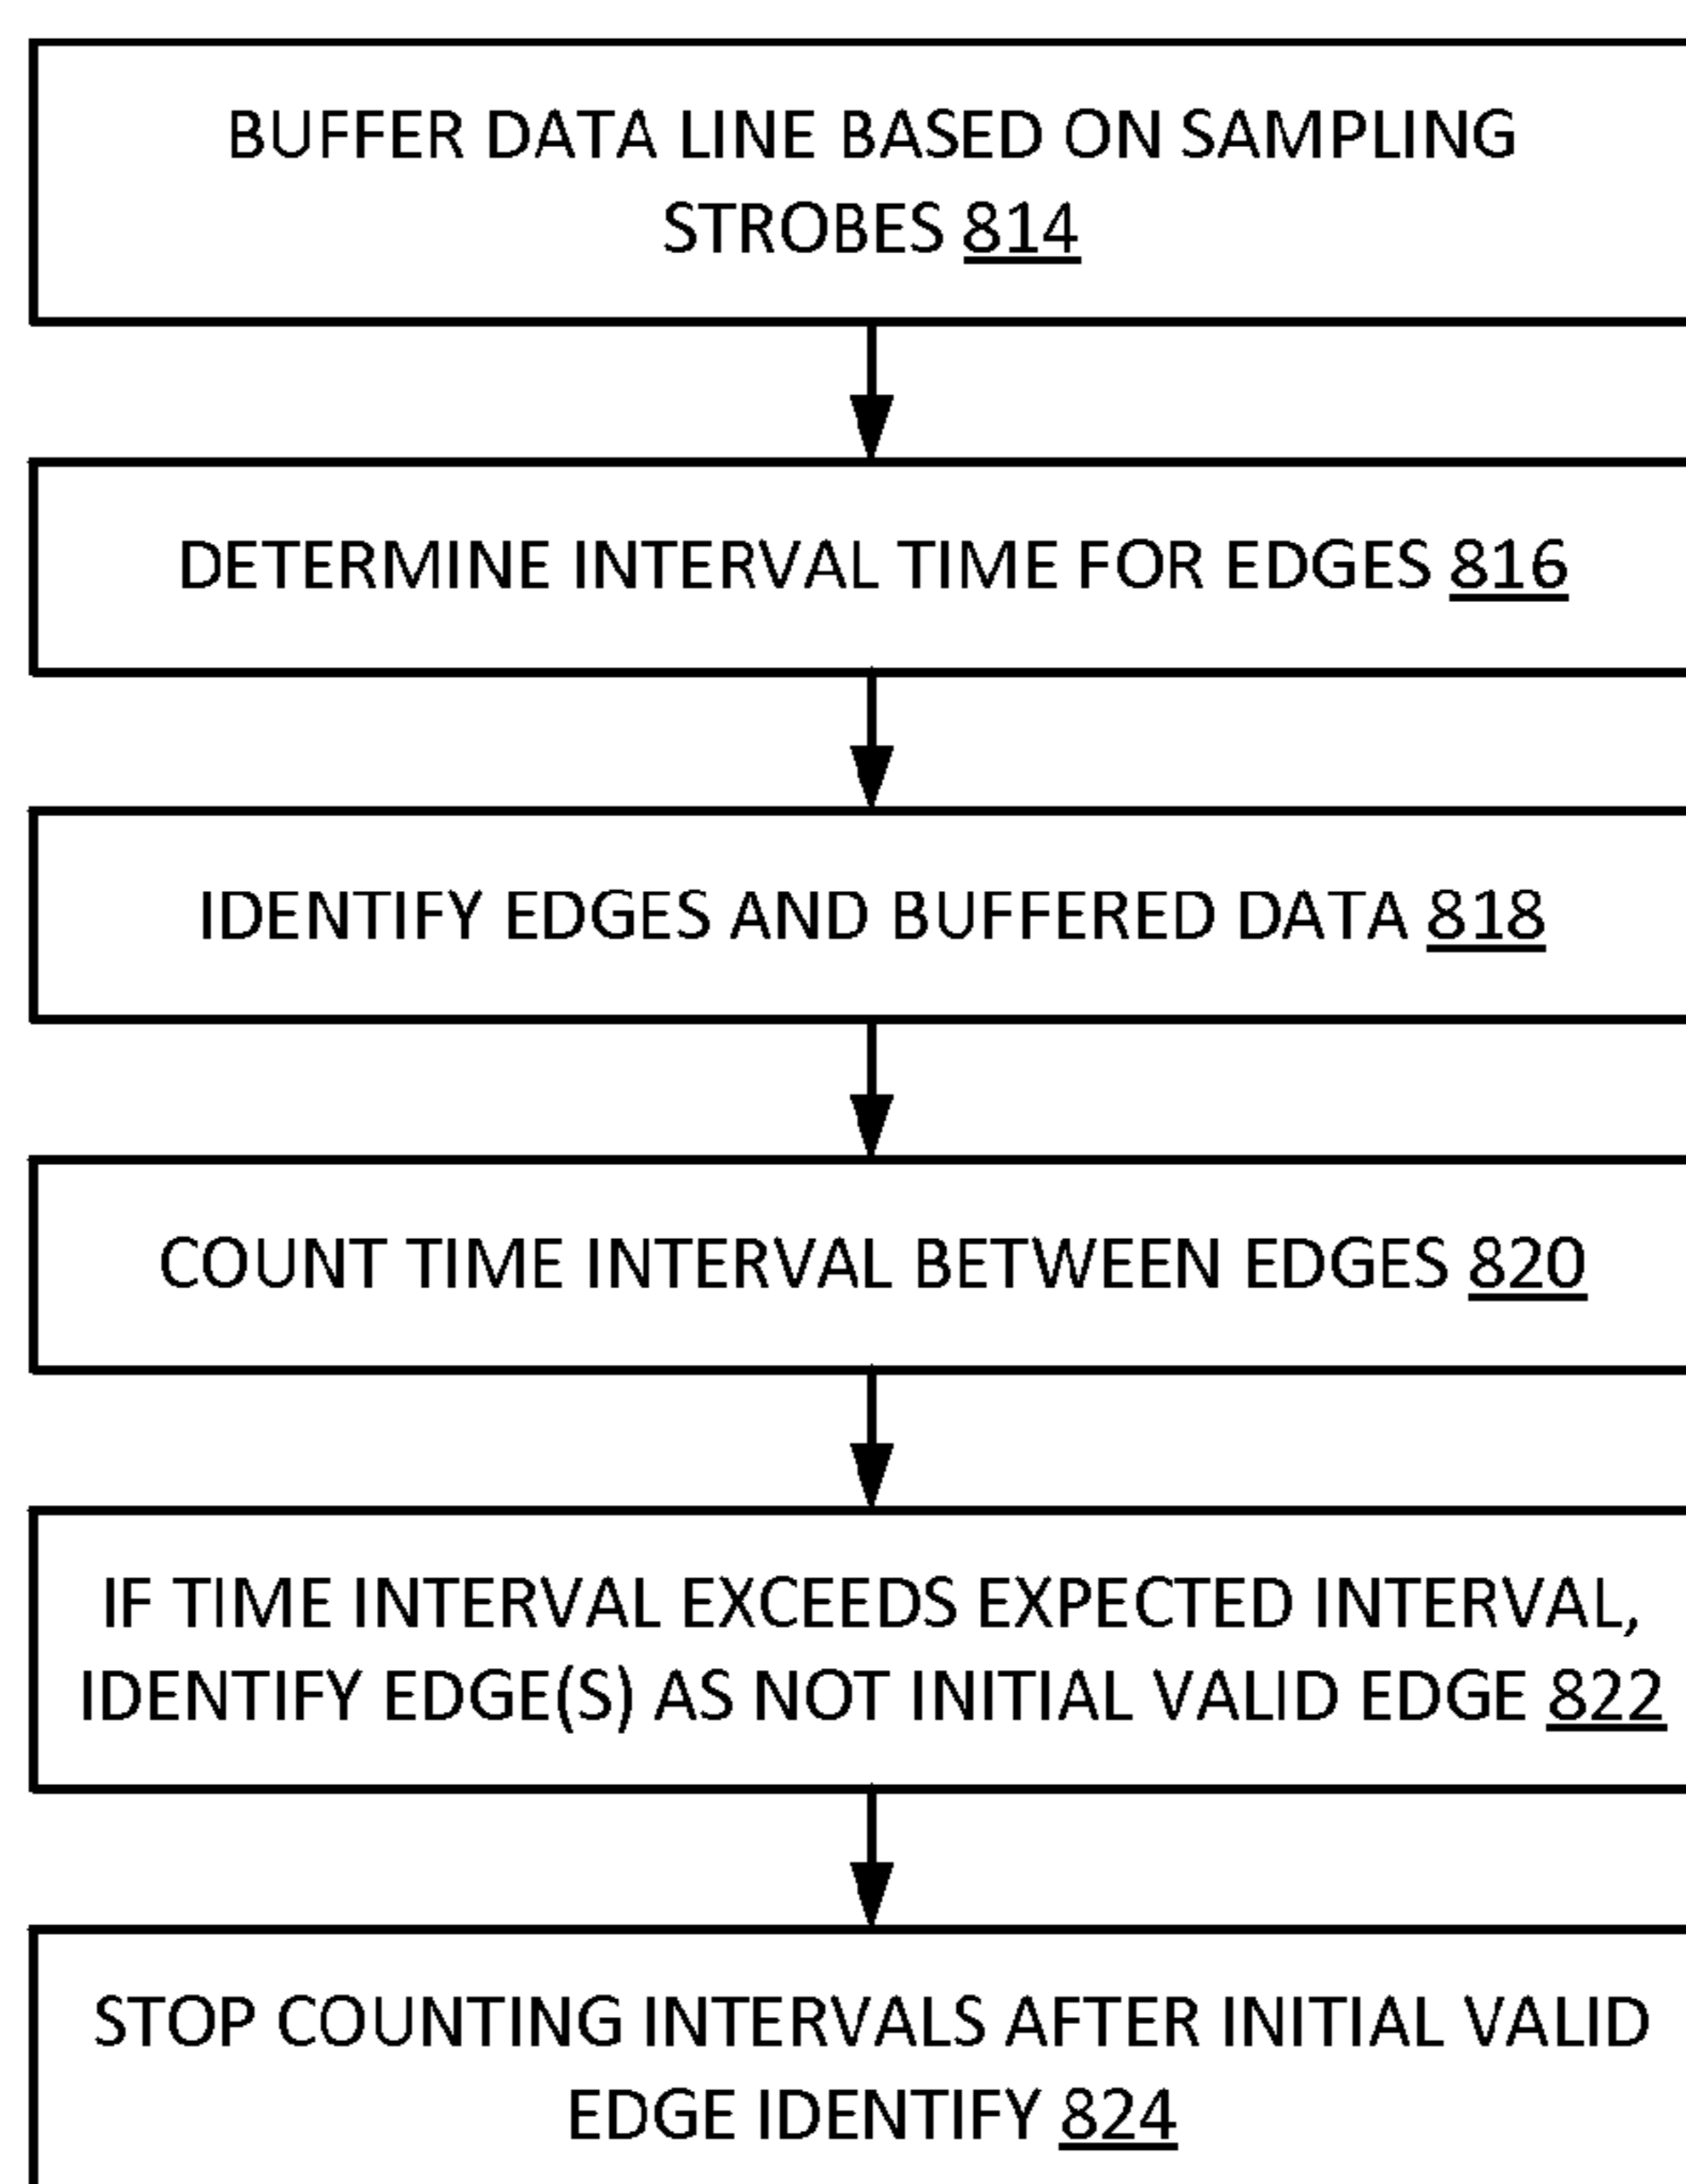 BUFFER DATA LINE BASED ON SAMPLING
STROBES 814
DETERMINE INTERVAL TIME FOR EDGES 816
IDENTIFY EDGES AND BUFFERED DATA 818
COUNT TIME INTERVAL BETWEEN EDGES 820
IF TIME INTERVAL EXCEEDS EXPECTED INTERVAL,
IDENTIFY EDGE(S) AS NOT INITIAL VALID EDGE 822
STOP COUNTING INTERVALS AFTER INITIAL VALID
EDGE IDENTIFY 824